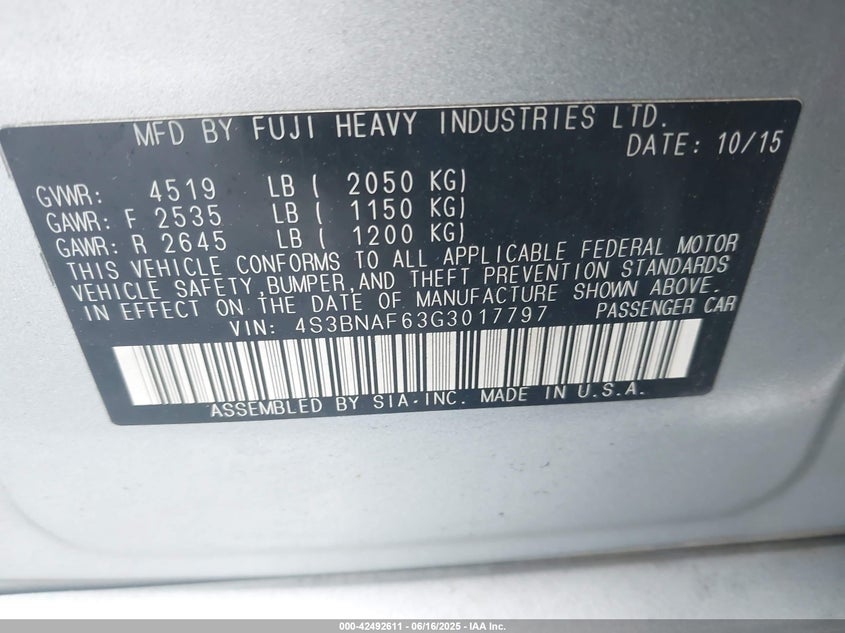 MFD BY FUJI HEAVY INDUSTRIES LTD.
DATE: 10/15
GVWR: 4519 LB ( 2050 KG)
GAWR: F 2535 LB ( 1150 KG)
GAWR: R 2645 LB ( 1200 KG)
THIS VEHICLE CONFORMS TO ALL APPLICABLE FEDERAL MOTOR
VEHICLE SAFETY,BUMPER,AND THEFT PREVENTION STANDARDS
IN EFFECT ON THE DATE OF MANUFACTURE SHOWN ABOVE.
VIN: 4S3BNAF63G3017797 PASSENGER CAR
ASSEMBLED BY SIA-INC. MADE IN U.S.A.
000-42492611 - 06/16/2025 - IAA Inc.